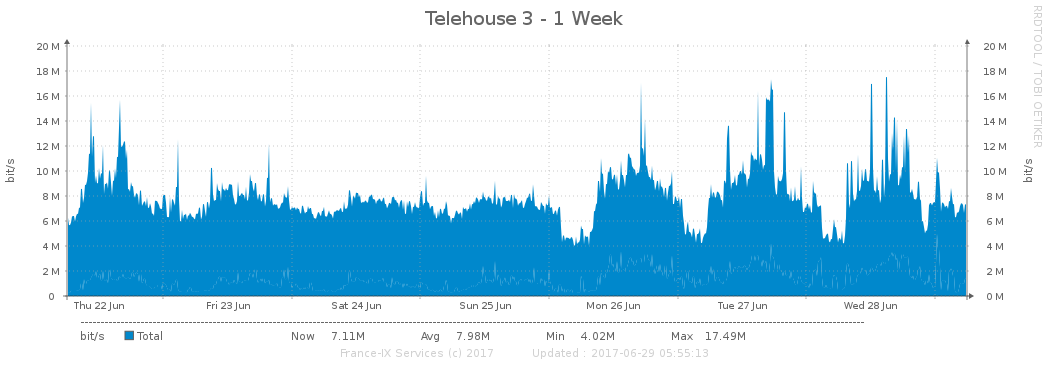 Telehouse 3 - 1 Week
RRDTOOL / TOBI OETIKER
20 M 20 M
18 M 18 M
16 M 16 M
14 M 14 M
12 M 12 M
10 M 10 M
8 M 8 M
6 M 6 M
4 M 4 M
2 M 2 M
0 0 M
bit/s
bit/s
Thu 22 Jun Fri 23 Jun Sat 24 Jun Sun 25 Jun Mon 26 Jun Tue 27 Jun Wed 28 Jun
bit/s Total Now 7.11M Avg 7.98M Min 4.02M Max 17.49M
France-IX Services (c) 2017 Updated : 2017-06-29 05:55:13